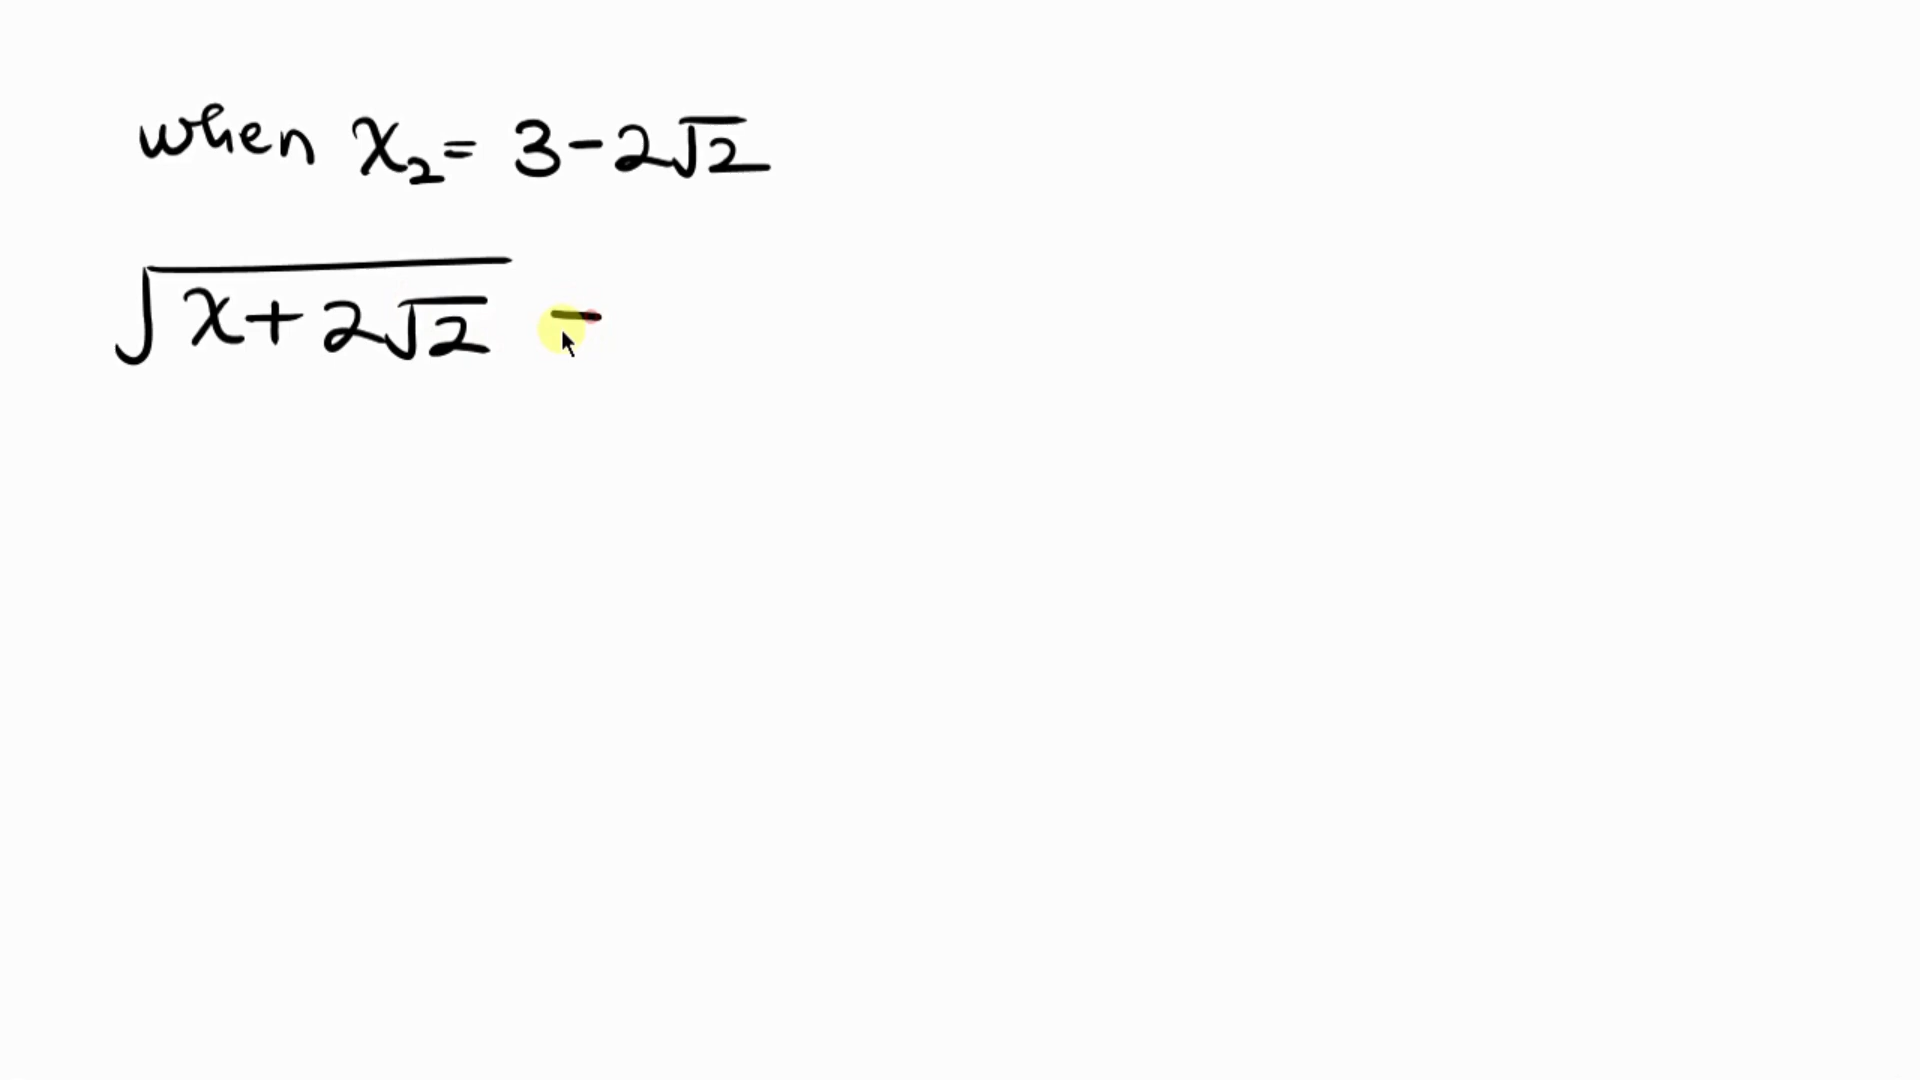 when x₂ = 3-2√2
√(x+2√2) -